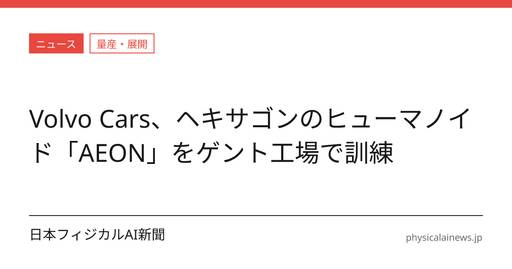 ニュース 量産・展開
Volvo Cars、ヘキサゴンのヒューマノイ
ド「AEON」をゲント工場で訓練
日本フィジカルAI新聞
physicalainews.jp